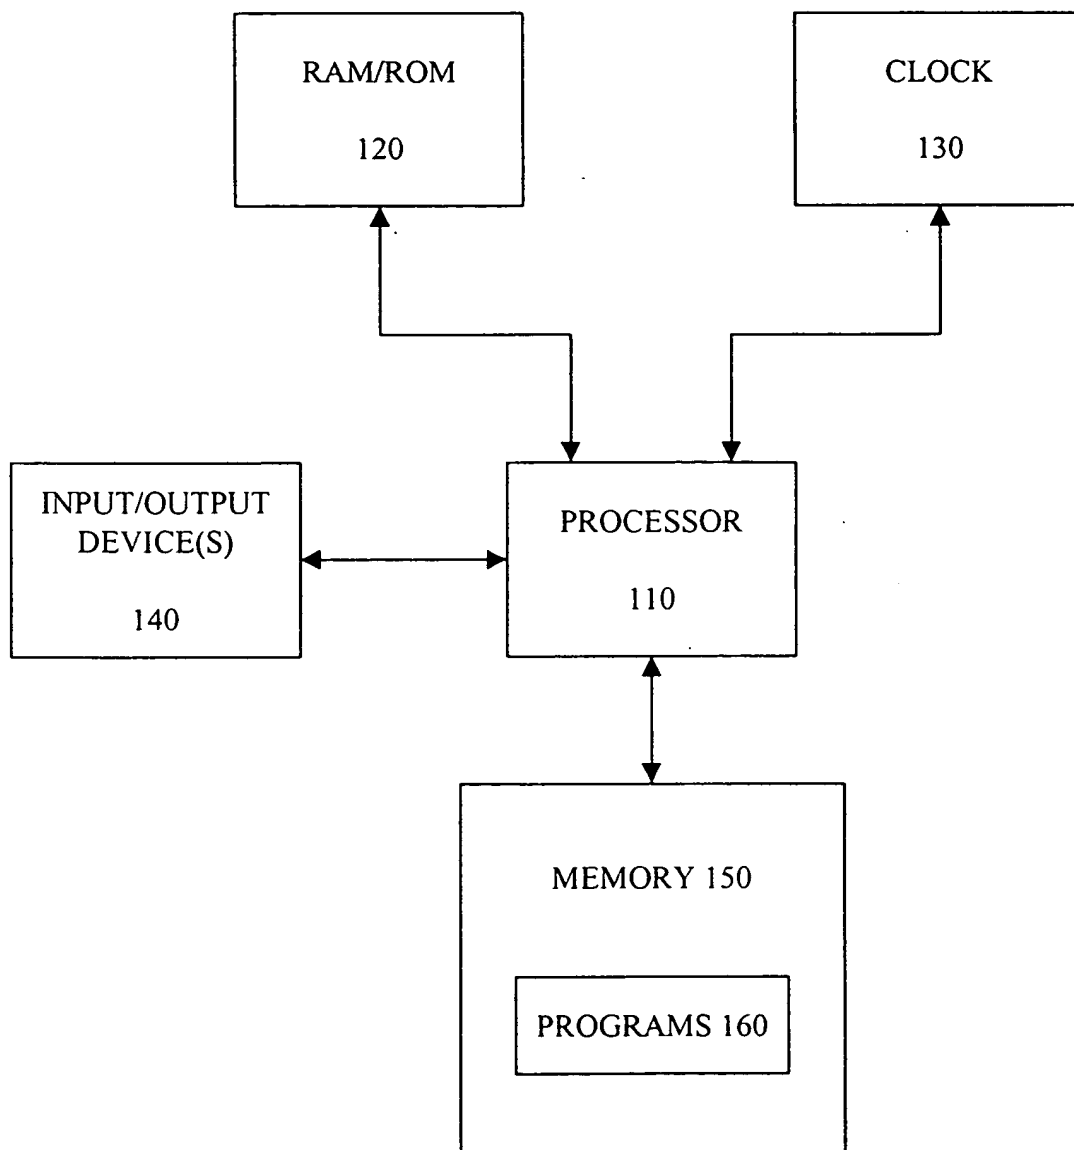 RAM/ROM
120
CLOCK
130
INPUT/OUTPUT
DEVICE(S)
140
PROCESSOR
110
MEMORY 150
PROGRAMS 160